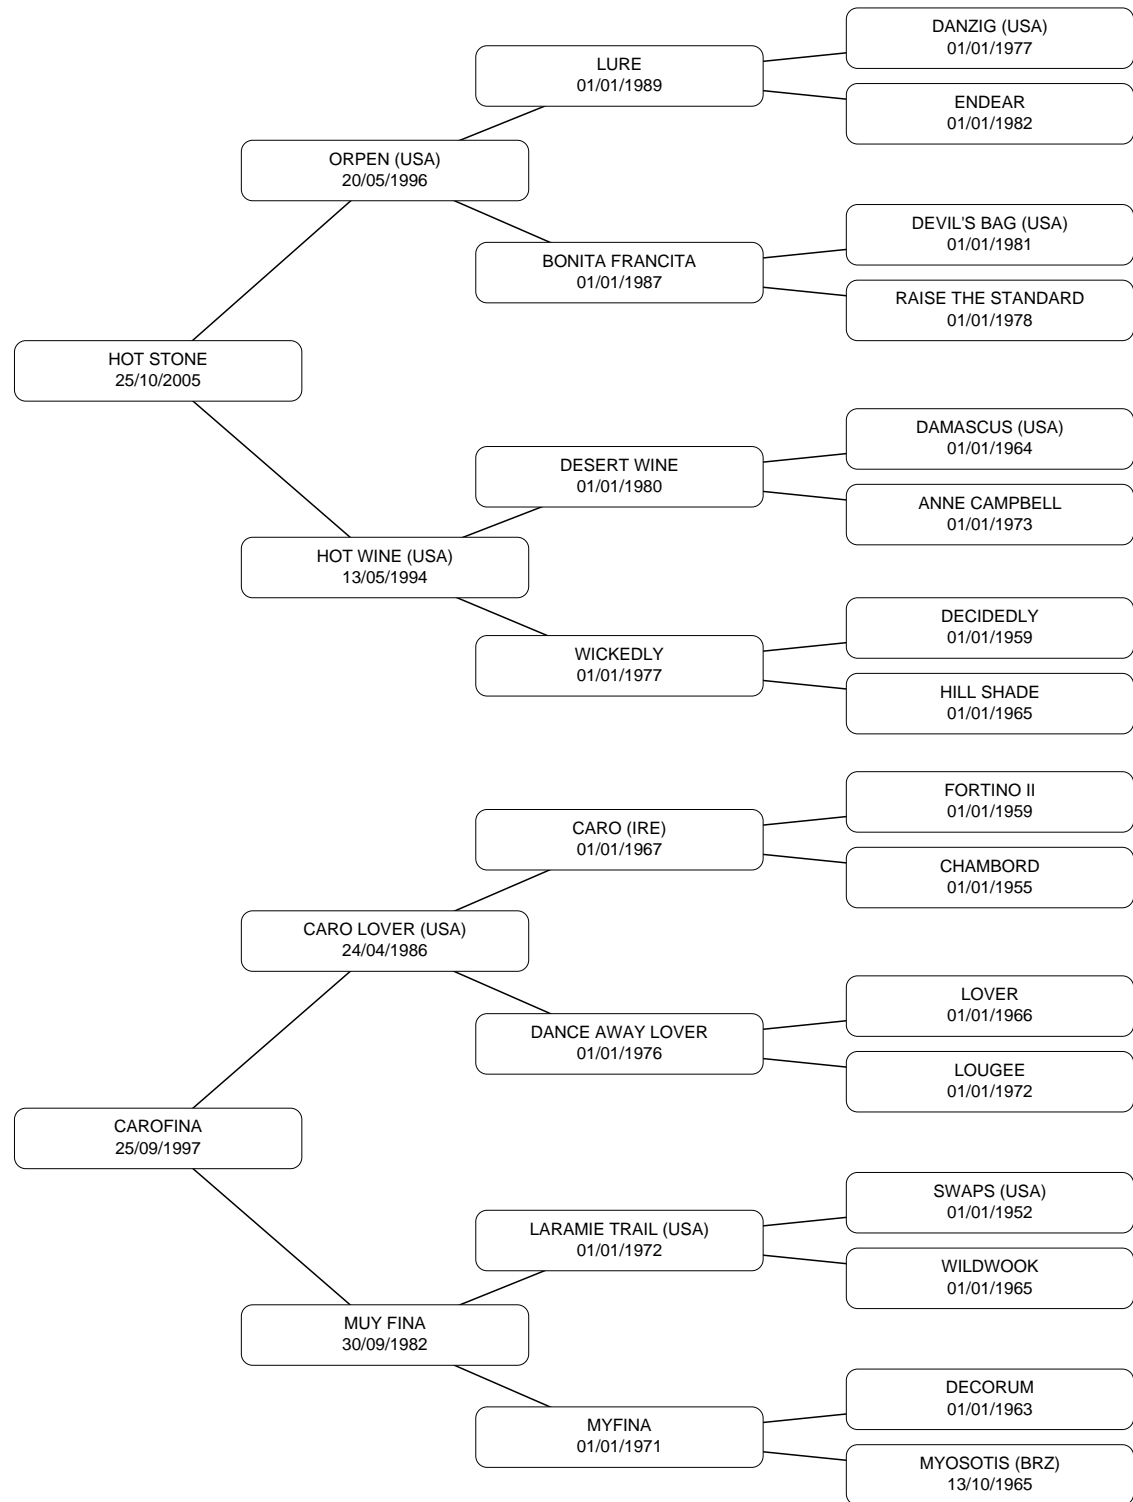 DANZIG (USA)
01/01/1977
LURE
01/01/1989
ENDEAR
01/01/1982
ORPEN (USA)
20/05/1996
DEVIL'S BAG (USA)
01/01/1981
BONITA FRANCITA
01/01/1987
RAISE THE STANDARD
01/01/1978
HOT STONE
25/10/2005
DAMASCUS (USA)
01/01/1964
DESERT WINE
01/01/1980
ANNE CAMPBELL
01/01/1973
HOT WINE (USA)
13/05/1994
DECIDEDLY
01/01/1959
WICKEDLY
01/01/1977
HILL SHADE
01/01/1965
FORTINO II
01/01/1959
CARO (IRE)
01/01/1967
CHAMBORD
01/01/1955
CARO LOVER (USA)
24/04/1986
LOVER
01/01/1966
DANCE AWAY LOVER
01/01/1976
LOUGEE
01/01/1972
CAROFINA
25/09/1997
SWAPS (USA)
01/01/1952
LARAMIE TRAIL (USA)
01/01/1972
WILDWOOK
01/01/1965
MUY FINA
30/09/1982
DECORUM
01/01/1963
MYFINA
01/01/1971
MYOSOTIS (BRZ)
13/10/1965